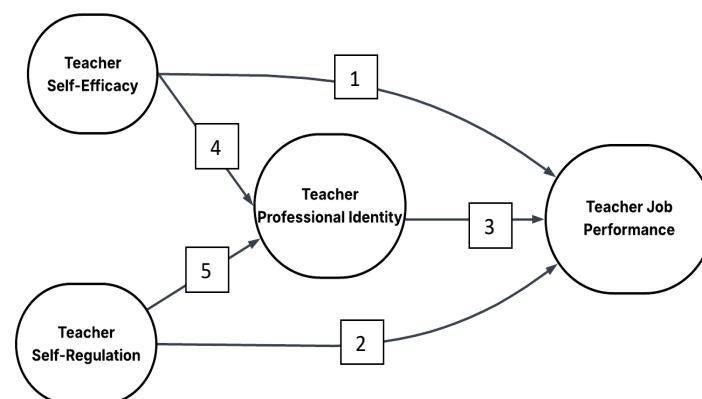 Teacher
Self-Efficacy
1
4
Teacher
Professional Identity
Teacher Job
Performance
3
5
Teacher
Self-Regulation
2